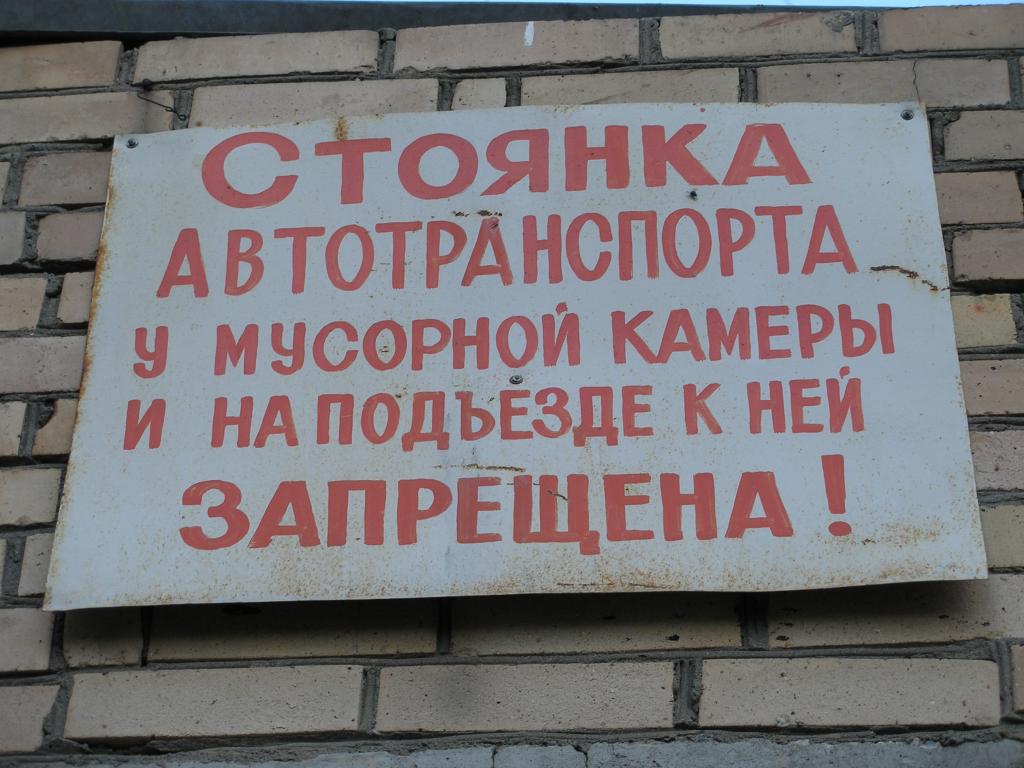 СТОЯНКА
АВТОТРАНСПОРТА
У МУСОРНОЙ КАМЕРЫ
И НА ПОДЪЕЗДЕ К НЕЙ
ЗАПРЕЩЕНА!